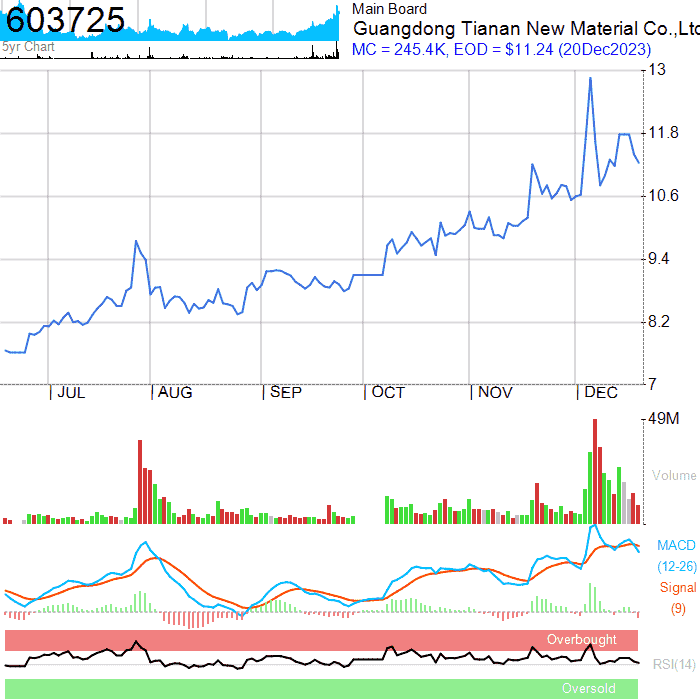 603725
5yr Chart
Main Board
Guangdong Tianan New Material Co.,Ltd
MC = 245.4K, EOD = $11.24 (20Dec2023)
13
11.8
10.6
9.4
8.2
7
JUL AUG SEP OCT NOV DEC
49M
Volume
MACD
(12-26)
Signal
(9)
Overbought
RSI(14)
Oversold